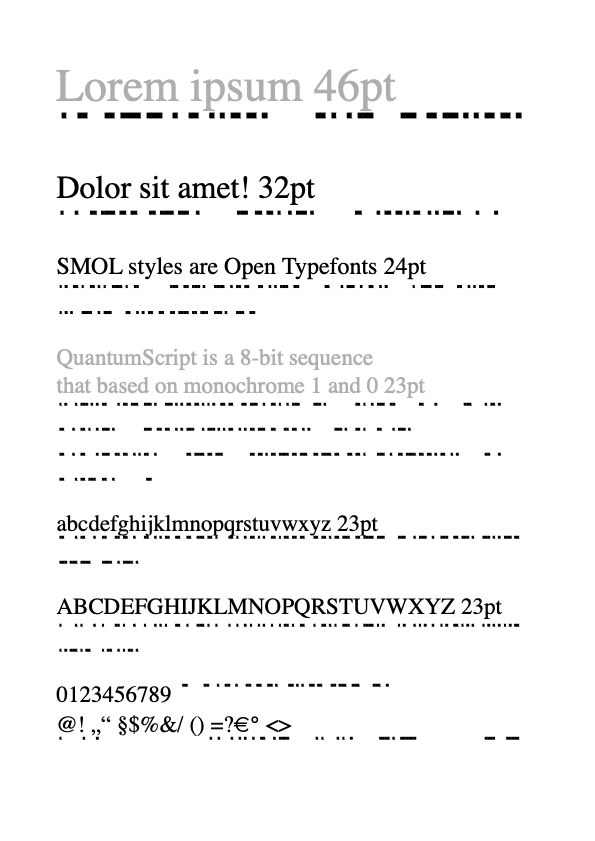 Lorem ipsum 46pt
Dolor sit amet! 32pt
SMOL styles are Open Typefonts 24pt
QuantumScript is a 8-bit sequence
that based on monochrome 1 and 0 23pt
abcdefghijklmnopqrstuvwxyz 23pt
ABCDEFGHIJKLMNOPQRSTUVWXYZ 23pt
0123456789
@! „“ §$%&/ () =?€° <>